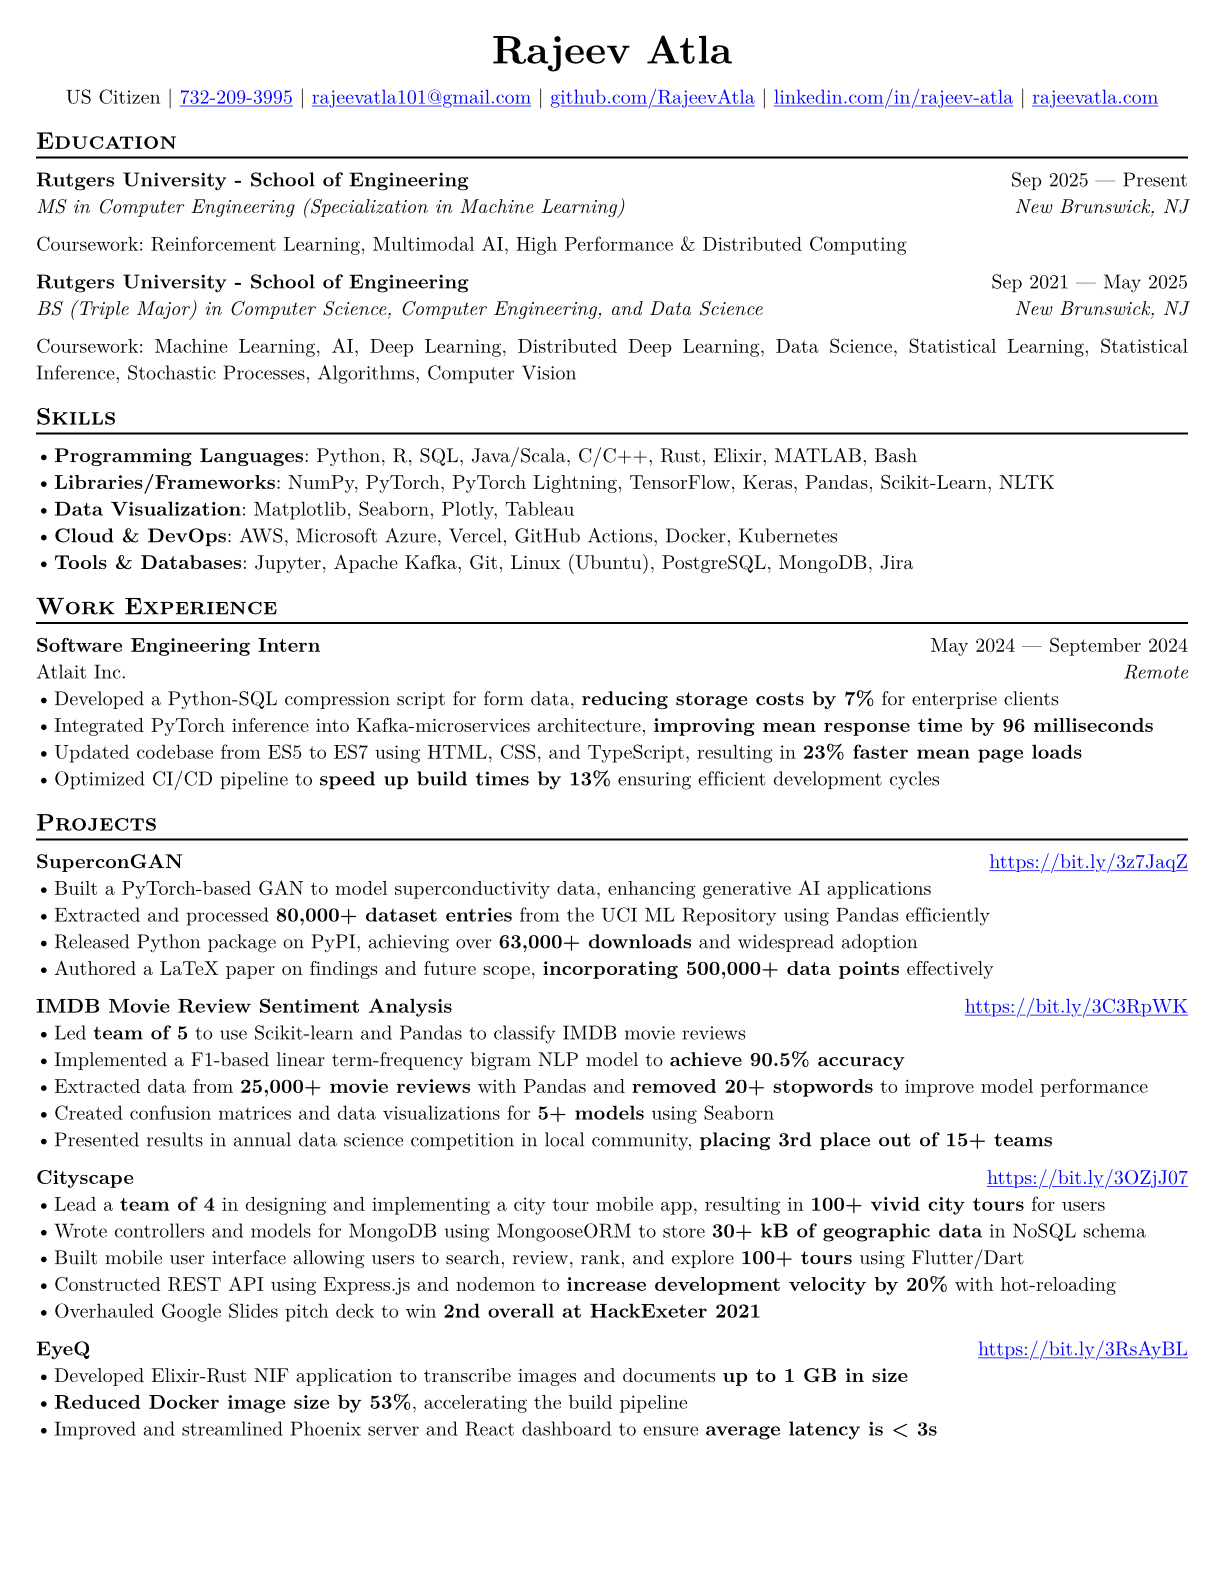 Rajeev Atla
US Citizen | 732-209-3995 | rajeevatla101@gmail.com | github.com/RajeevAtla | linkedin.com/in/rajeev-atla | rajeevatla.com
Education
Rutgers University - School of Engineering Sep 2025 — Present
MS in Computer Engineering (Specialization in Machine Learning) New Brunswick, NJ
Coursework: Reinforcement Learning, Multimodal AI, High Performance & Distributed Computing
Rutgers University - School of Engineering Sep 2021 — May 2025
BS (Triple Major) in Computer Science, Computer Engineering, and Data Science New Brunswick, NJ
Coursework: Machine Learning, AI, Deep Learning, Distributed Deep Learning, Data Science, Statistical Learning, Statistical
Inference, Stochastic Processes, Algorithms, Computer Vision
Skills
• Programming Languages: Python, R, SQL, Java/Scala, C/C++, Rust, Elixir, MATLAB, Bash
• Libraries/Frameworks: NumPy, PyTorch, PyTorch Lightning, TensorFlow, Keras, Pandas, Scikit-Learn, NLTK
• Data Visualization: Matplotlib, Seaborn, Plotly, Tableau
• Cloud & DevOps: AWS, Microsoft Azure, Vercel, GitHub Actions, Docker, Kubernetes
• Tools & Databases: Jupyter, Apache Kafka, Git, Linux (Ubuntu), PostgreSQL, MongoDB, Jira
Work Experience
Software Engineering Intern May 2024 — September 2024
Atlait Inc. Remote
• Developed a Python-SQL compression script for form data, reducing storage costs by 7% for enterprise clients
• Integrated PyTorch inference into Kafka-microservices architecture, improving mean response time by 96 milliseconds
• Updated codebase from ES5 to ES7 using HTML, CSS, and TypeScript, resulting in 23% faster mean page loads
• Optimized CI/CD pipeline to speed up build times by 13% ensuring efficient development cycles
Projects
SuperconGAN https://bit.ly/3z7JaqZ
• Built a PyTorch-based GAN to model superconductivity data, enhancing generative AI applications
• Extracted and processed 80,000+ dataset entries from the UCI ML Repository using Pandas efficiently
• Released Python package on PyPI, achieving over 63,000+ downloads and widespread adoption
• Authored a LaTeX paper on findings and future scope, incorporating 500,000+ data points effectively
IMDB Movie Review Sentiment Analysis https://bit.ly/3C3RpWK
• Led team of 5 to use Scikit-learn and Pandas to classify IMDB movie reviews
• Implemented a F1-based linear term-frequency bigram NLP model to achieve 90.5% accuracy
• Extracted data from 25,000+ movie reviews with Pandas and removed 20+ stopwords to improve model performance
• Created confusion matrices and data visualizations for 5+ models using Seaborn
• Presented results in annual data science competition in local community, placing 3rd place out of 15+ teams
Cityscape https://bit.ly/3OZjJ07
• Lead a team of 4 in designing and implementing a city tour mobile app, resulting in 100+ vivid city tours for users
• Wrote controllers and models for MongoDB using MongooseORM to store 30+ kB of geographic data in NoSQL schema
• Built mobile user interface allowing users to search, review, rank, and explore 100+ tours using Flutter/Dart
• Constructed REST API using Express.js and nodemon to increase development velocity by 20% with hot-reloading
• Overhauled Google Slides pitch deck to win 2nd overall at HackExeter 2021
EyeQ https://bit.ly/3RsAyBL
• Developed Elixir-Rust NIF application to transcribe images and documents up to 1 GB in size
• Reduced Docker image size by 53%, accelerating the build pipeline
• Improved and streamlined Phoenix server and React dashboard to ensure average latency is < 3s